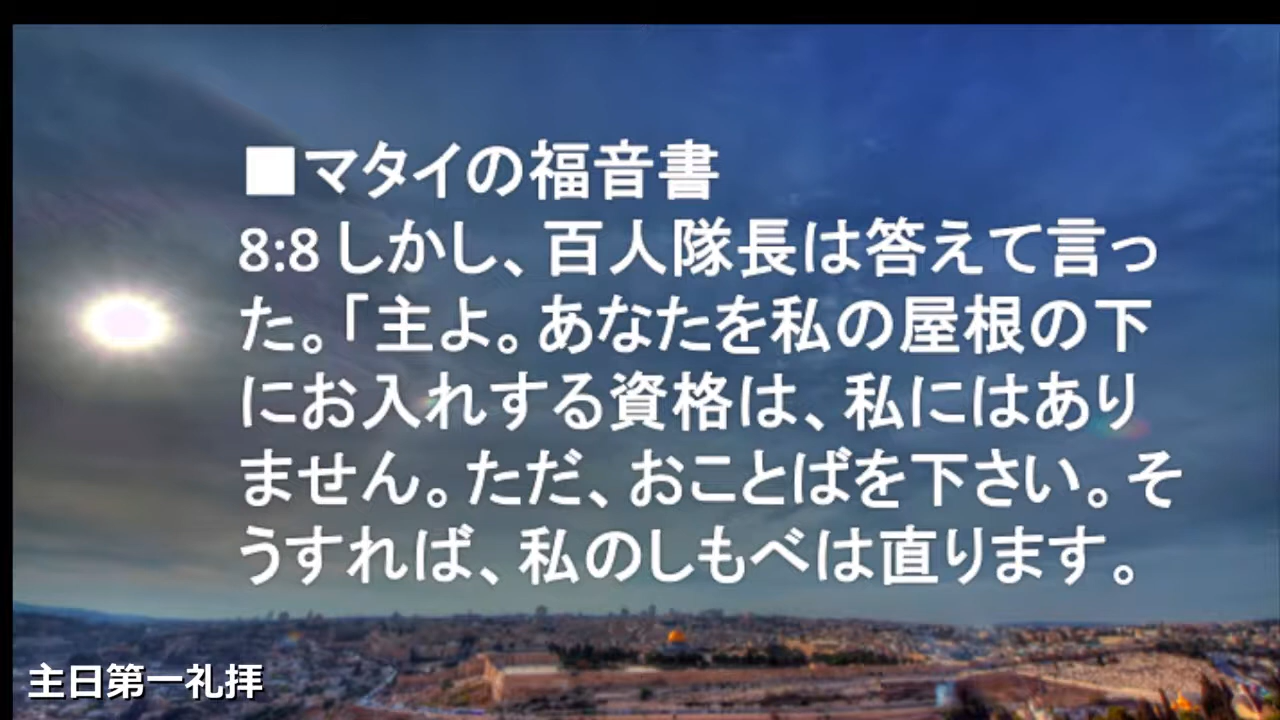 ■マタイの福音書
8:8 しかし、百人隊長は答えて言っ
た。「主よ。あなたを私の屋根の下
にお入れする資格は、私にはあり
ません。ただ、おことばを下さい。そ
うすれば、私のしもべは直ります。
主日第一礼拝